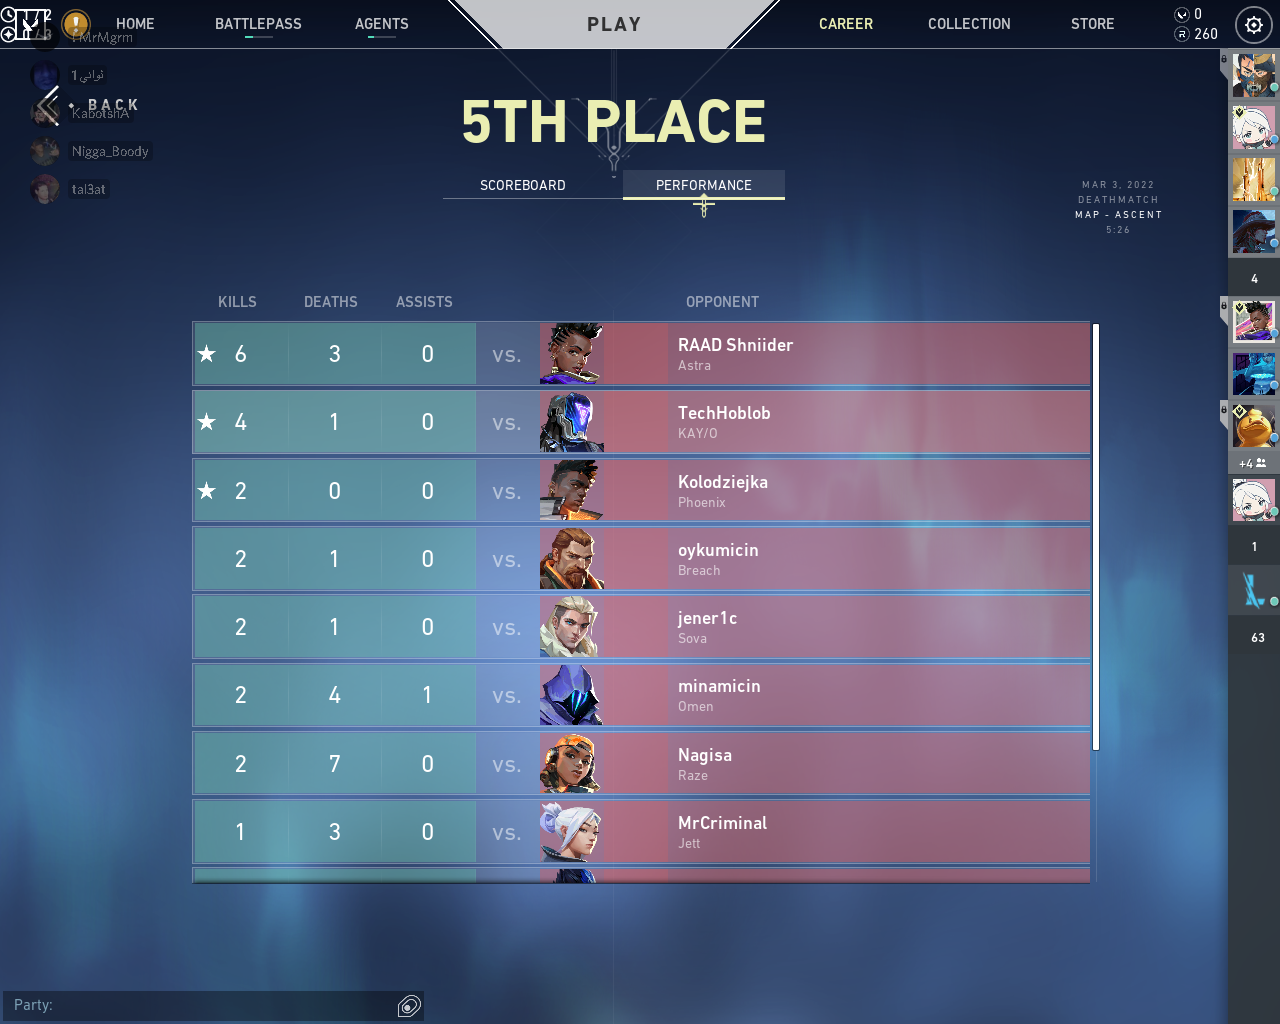 HOME
BATTLEPASS
AGENTS
PLAY
CAREER
COLLECTION
STORE
0
260
MrMgrm
ثواني1
BACK
KabotshA
Nigga_Boody
tal3at
5TH PLACE
SCOREBOARD
PERFORMANCE
MAR 3, 2022
DEATHMATCH
MAP - ASCENT
5:26
KILLS DEATHS ASSISTS OPPONENT
6 3 0 vs. RAAD Shniider
Astra
4 1 0 vs. TechHoblob
KAY/O
2 0 0 vs. Kolodziejka
Phoenix
2 1 0 vs. oykumicin
Breach
2 1 0 vs. jener1c
Sova
2 4 1 vs. minamicin
Omen
2 7 0 vs. Nagisa
Raze
1 3 0 vs. MrCriminal
Jett
4
+4
1
63
Party: